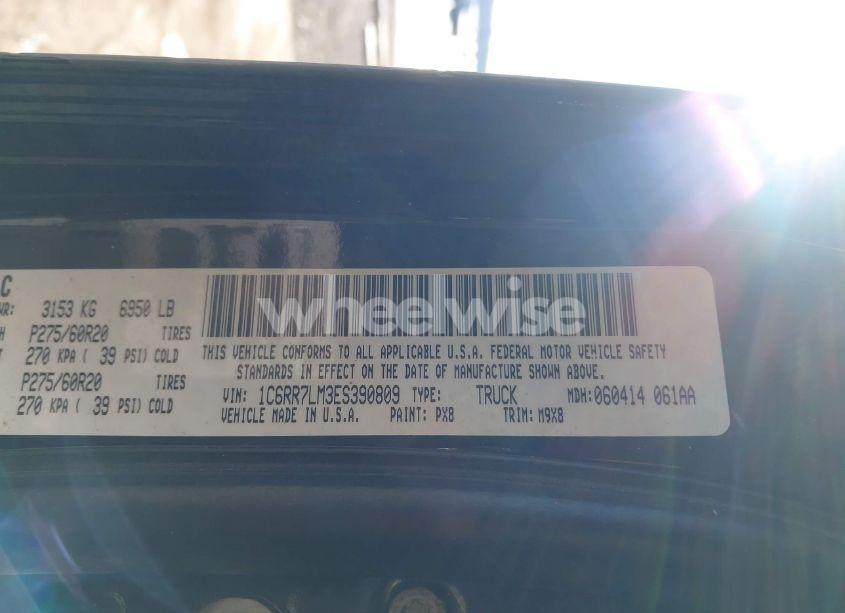 C
WR: 3153 KG 6950 LB
H P275/60R20 TIRES
T 270 KPA ( 39 PSI) COLD
P275/60R20 TIRES
270 KPA ( 39 PSI) COLD
wheelwise
THIS VEHICLE CONFORMS TO ALL APPLICABLE U.S.A. FEDERAL MOTOR VEHICLE SAFETY
STANDARDS IN EFFECT ON THE DATE OF MANUFACTURE SHOWN ABOVE.
VIN: 1C6RR7LM3ES390809 TYPE: TRUCK MDH: 060414 061AA
VEHICLE MADE IN U.S.A. PAINT: PX8 TRIM: M9X8